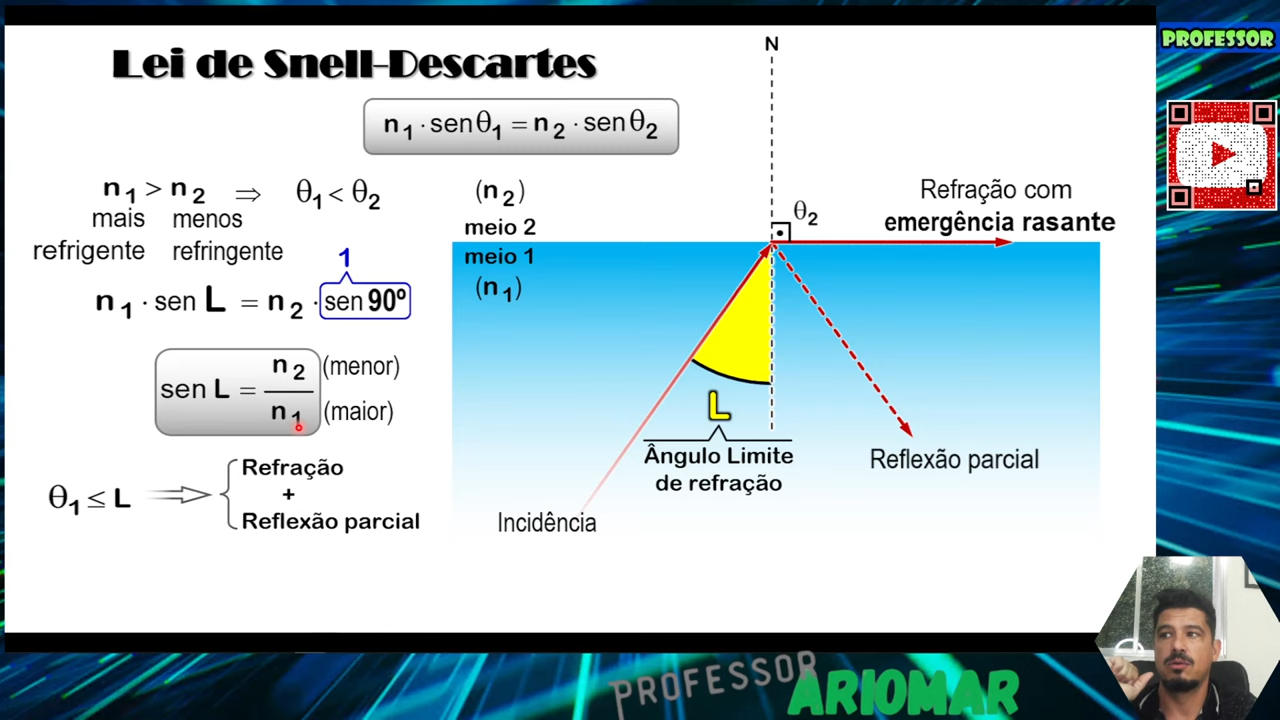 PROFESSOR
Lei de Snell-Descartes
n₁ · senθ₁ = n₂ · senθ₂
n₁ > n₂ ⇒ θ₁ < θ₂
mais menos
refrigente refringente
1
n₁ · sen L = n₂ · sen 90º
sen L = n₂ / n₁
(menor)
(maior)
θ₁ ≤ L
Refração
+
Reflexão parcial
N
(n₂)
meio 2
meio 1
(n₁)
θ₂
Refração com
emergência rasante
L
Ângulo Limite
de refração
Reflexão parcial
Incidência
PROFESSOR
ARIOMAR